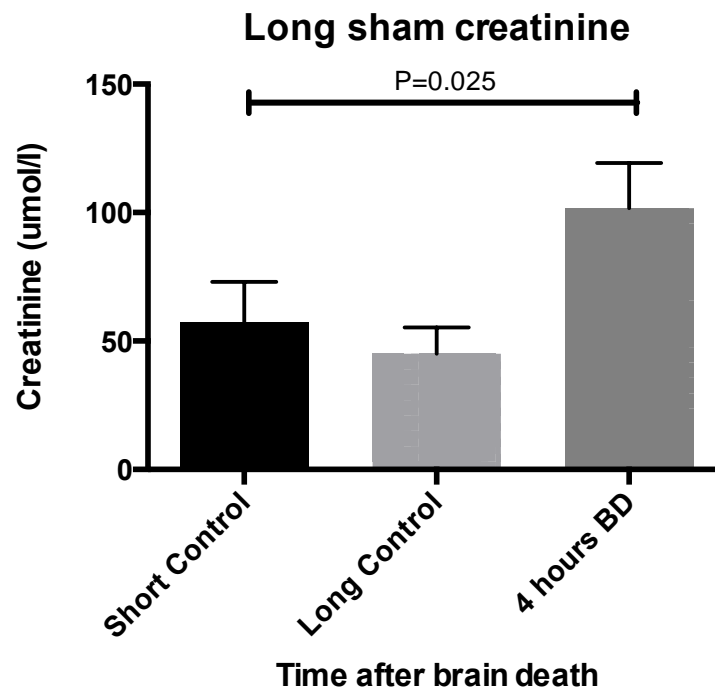 Long sham creatinine
P=0.025
150
100
50
0
Creatinine (umol/l)
Short Control
Long Control
4 hours BD
Time after brain death